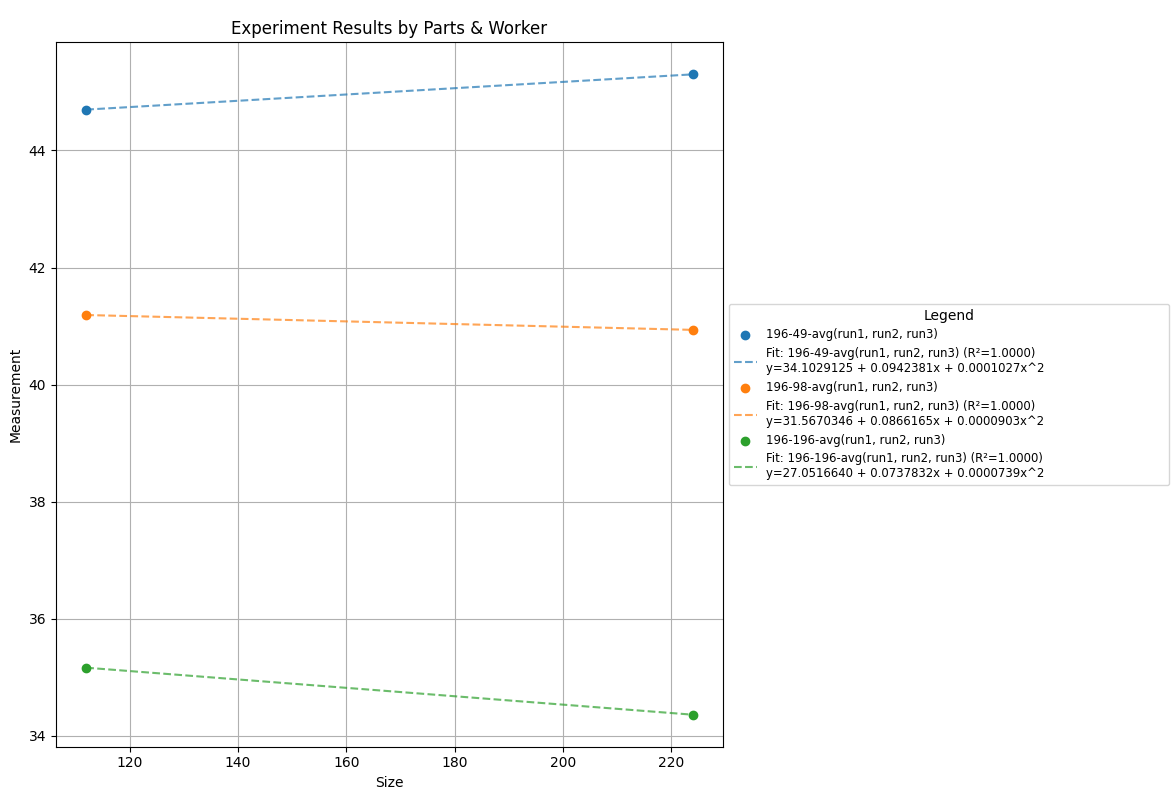 Experiment Results by Parts & Worker
Measurement
44
42
40
38
36
34
120
140
160
180
200
220
Size
Legend
196-49-avg(run1, run2, run3)
Fit: 196-49-avg(run1, run2, run3) (R²=1.0000)
y=34.1029125 + 0.0942381x + 0.0001027x^2
196-98-avg(run1, run2, run3)
Fit: 196-98-avg(run1, run2, run3) (R²=1.0000)
y=31.5670346 + 0.0866165x + 0.0000903x^2
196-196-avg(run1, run2, run3)
Fit: 196-196-avg(run1, run2, run3) (R²=1.0000)
y=27.0516640 + 0.0737832x + 0.0000739x^2